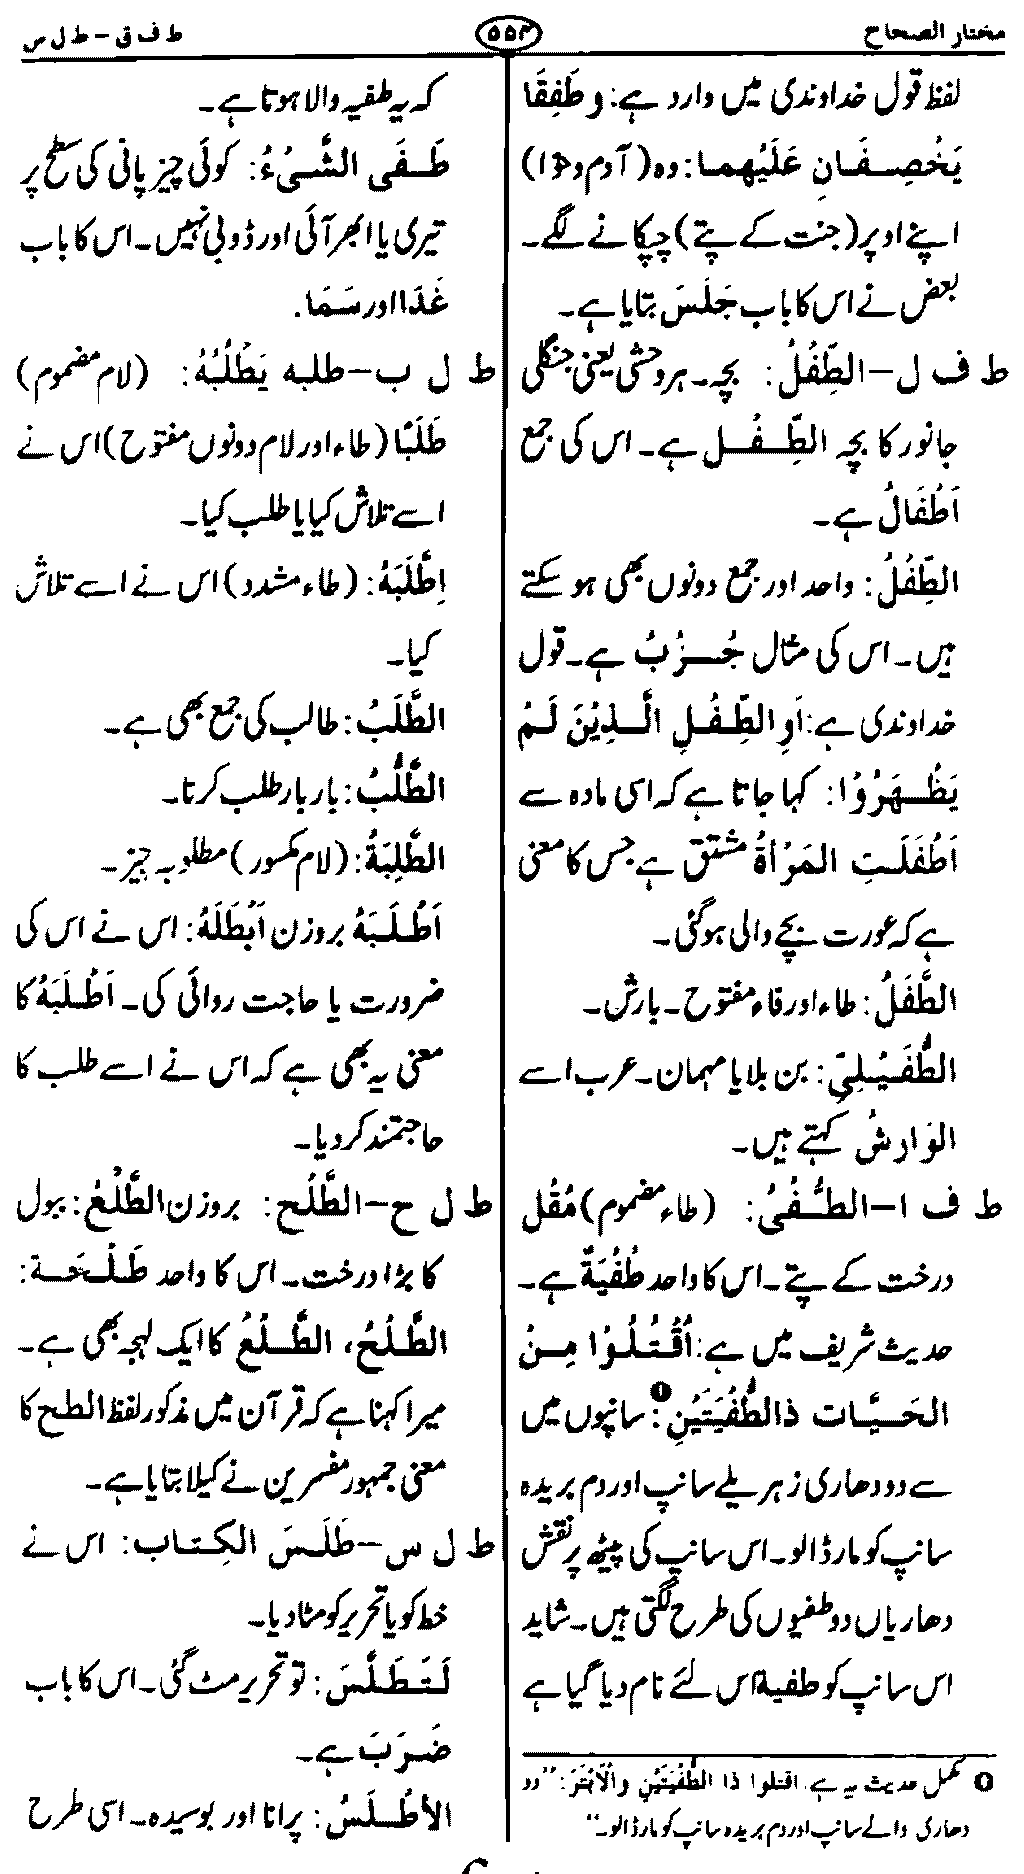 مختار الصحاح
۵۵۴
ط ف ق – ط ل س
لفظ قول خداوندی میں وارد ہے: وَطَفِقَا
يَخْصِفَانِ عَلَيْهِما: وہ (آدم وحوا)
اپنے اوپر (جنت کے پتے) چپکانے لگے۔
بعض نے اس کا باب جَلَسَ بتایا ہے۔
ط ف ل – الطِّفْلُ: بچہ۔ ہر وحشی یعنی جنگلی
جانور کا بچہ الطِّفْل ہے۔ اس کی جمع
اَطْفَالٌ ہے۔
الطِّفْلُ: واحد اور جمع دونوں بھی ہو سکتے
ہیں۔ اس کی مثال جُزْبٌ ہے۔ قول
خداوندی ہے: اَوِ الطِّفْلِ الَّذِيْنَ لَمْ
يَظْهَرُوْا: کہا جاتا ہے کہ اسی مادہ سے
اَطْفَلَتِ المَرْأَةُ مشتق ہے جس کا معنی
ہے کہ عورت بچے والی ہوگئی۔
الطَّفَلُ: طاء اور فاء مفتوح۔ بارش۔
الطُّفَيْلِيّ: بن بلایا مہمان۔ عرب اسے
الوَارِشُ کہتے ہیں۔
ط ف ا – الطُّفْىُ: (طاء مضموم) مُقْل
درخت کے پتے۔ اس کا واحد طُفْيَةٌ ہے۔
حدیث شریف میں ہے: اُقْتُلُوْا مِنْ
الحَيَّات ذَالطُّفْيَتَيْنِ❶: سانپوں میں
سے دو دھاری زہریلے سانپ اور دم بریدہ
سانپ کو مار ڈالو۔ اس سانپ کی پیٹھ پر نقش
دھاریاں دو طفیوں کی طرح لگتی ہیں۔ شاید
اس سانپ کو طفیة اس لئے نام دیا گیا ہے
❶ مکمل حدیث یہ ہے: اقتلوا ذا الطُّفْيَتَيْنِ وَالْاَبْتَرَ: "دو
دھاری والے سانپ اور دم بریدہ سانپ کو مار ڈالو۔"
کہ یہ طفیہ والا ہوتا ہے۔
طَفَى الشَّىْءُ: کوئی چیز پانی کی سطح پر
تیری یا ابھر آئی اور ڈوبی نہیں۔ اس کا باب
عَدَا اور سَمَا.
ط ل ب – طلبه يَطْلُبُهُ: (لام مضموم)
طَلَبًا (طاء اور لام دونوں مفتوح) اس نے
اسے تلاش کیا یا طلب کیا۔
اِطَّلَبَهُ: (طاء مشدد) اس نے اسے تلاش
کیا۔
الطَّلَبُ: طالب کی جمع بھی ہے۔
الطُّلَّبُ: بار بار طلب کرنا۔
الطَّلِبَةُ: (لام مکسور) مطلوبہ چیز۔
اَطْلَبَهُ بروزن اَبْطَلَهُ: اس نے اس کی
ضرورت یا حاجت روائی کی۔ اَطْلَبَهُ کا
معنی یہ بھی ہے کہ اس نے اسے طلب کا
حاجتمند کر دیا۔
ط ل ح – الطَّلْح: بروزن الطَّلْعُ: ببول
کا بڑا درخت۔ اس کا واحد طَلْحَة:
الطَّلْحُ، الطَّلْعُ کا ایک لہجہ بھی ہے۔
میرا کہنا ہے کہ قرآن میں مذکور لفظ الطلح کا
معنی جمہور مفسرین نے کیلا بتایا ہے۔
ط ل س – طَلَسَ الكِتاب: اس نے
خط کو یا تحریر کو مٹا دیا۔
لَتَطَلَّسَ: تو تحریر مٹ گئی۔ اس کا باب
ضَرَبَ ہے۔
الأطْلَسُ: پرانا اور بوسیدہ۔ اسی طرح